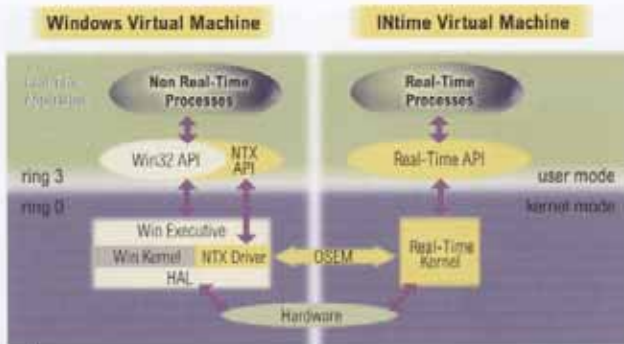 Windows Virtual Machine
INtime Virtual Machine
Non Real-Time
Processes
Real-Time
Processes
Win32 API
NTX
API
Real-Time API
ring 3
user mode
ring 0
kernel mode
Win Executive
Win Kernel
NTX Driver
HAL
OSEM
Real-Time
Kernel
Hardware